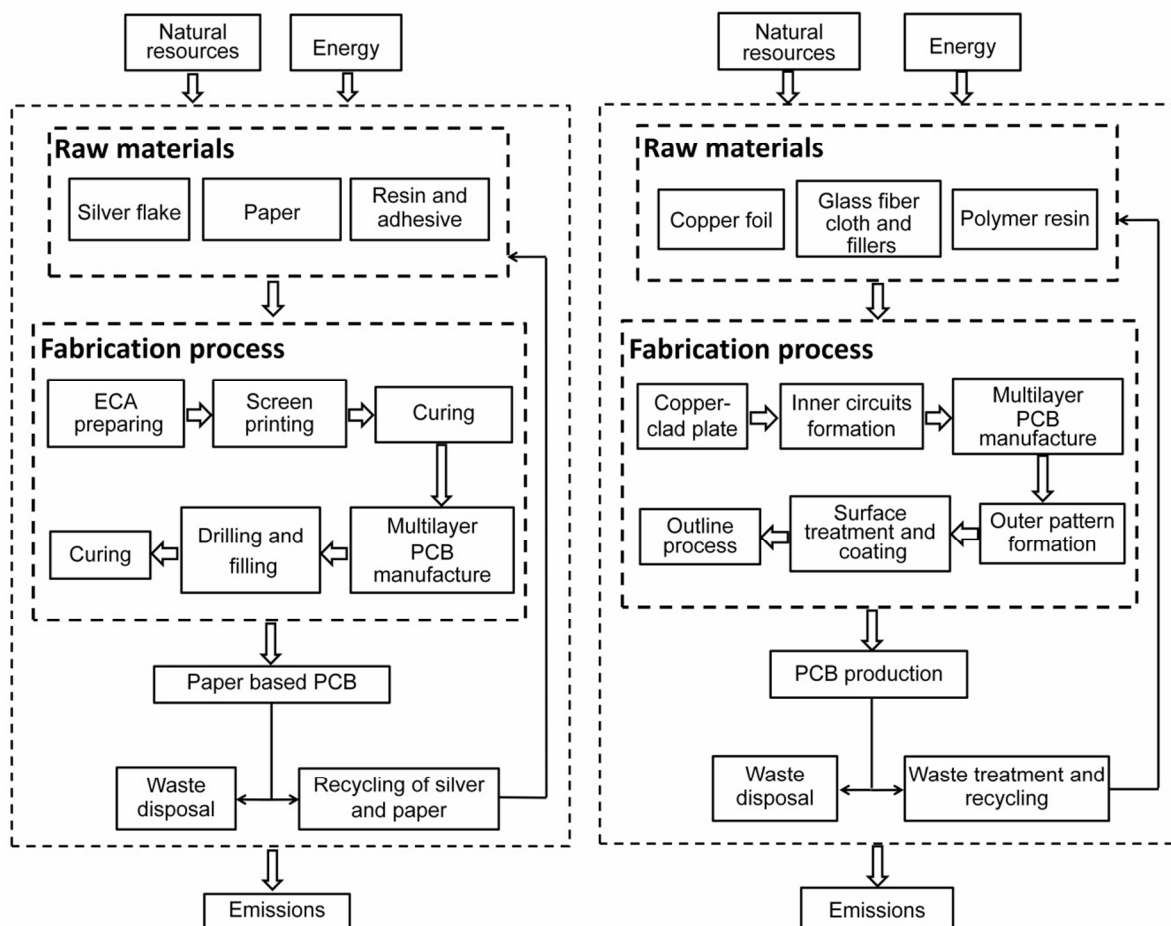 Natural
resources
Energy
Raw materials
Silver flake
Paper
Resin and
adhesive
Fabrication process
ECA
preparing
Screen
printing
Curing
Multilayer
PCB
manufacture
Drilling and
filling
Curing
Paper based PCB
Waste
disposal
Recycling of silver
and paper
Emissions
Natural
resources
Energy
Raw materials
Copper foil
Glass fiber
cloth and
fillers
Polymer resin
Fabrication process
Copper-
clad plate
Inner circuits
formation
Multilayer
PCB
manufacture
Outer pattern
formation
Surface
treatment and
coating
Outline
process
PCB production
Waste
disposal
Waste treatment and
recycling
Emissions